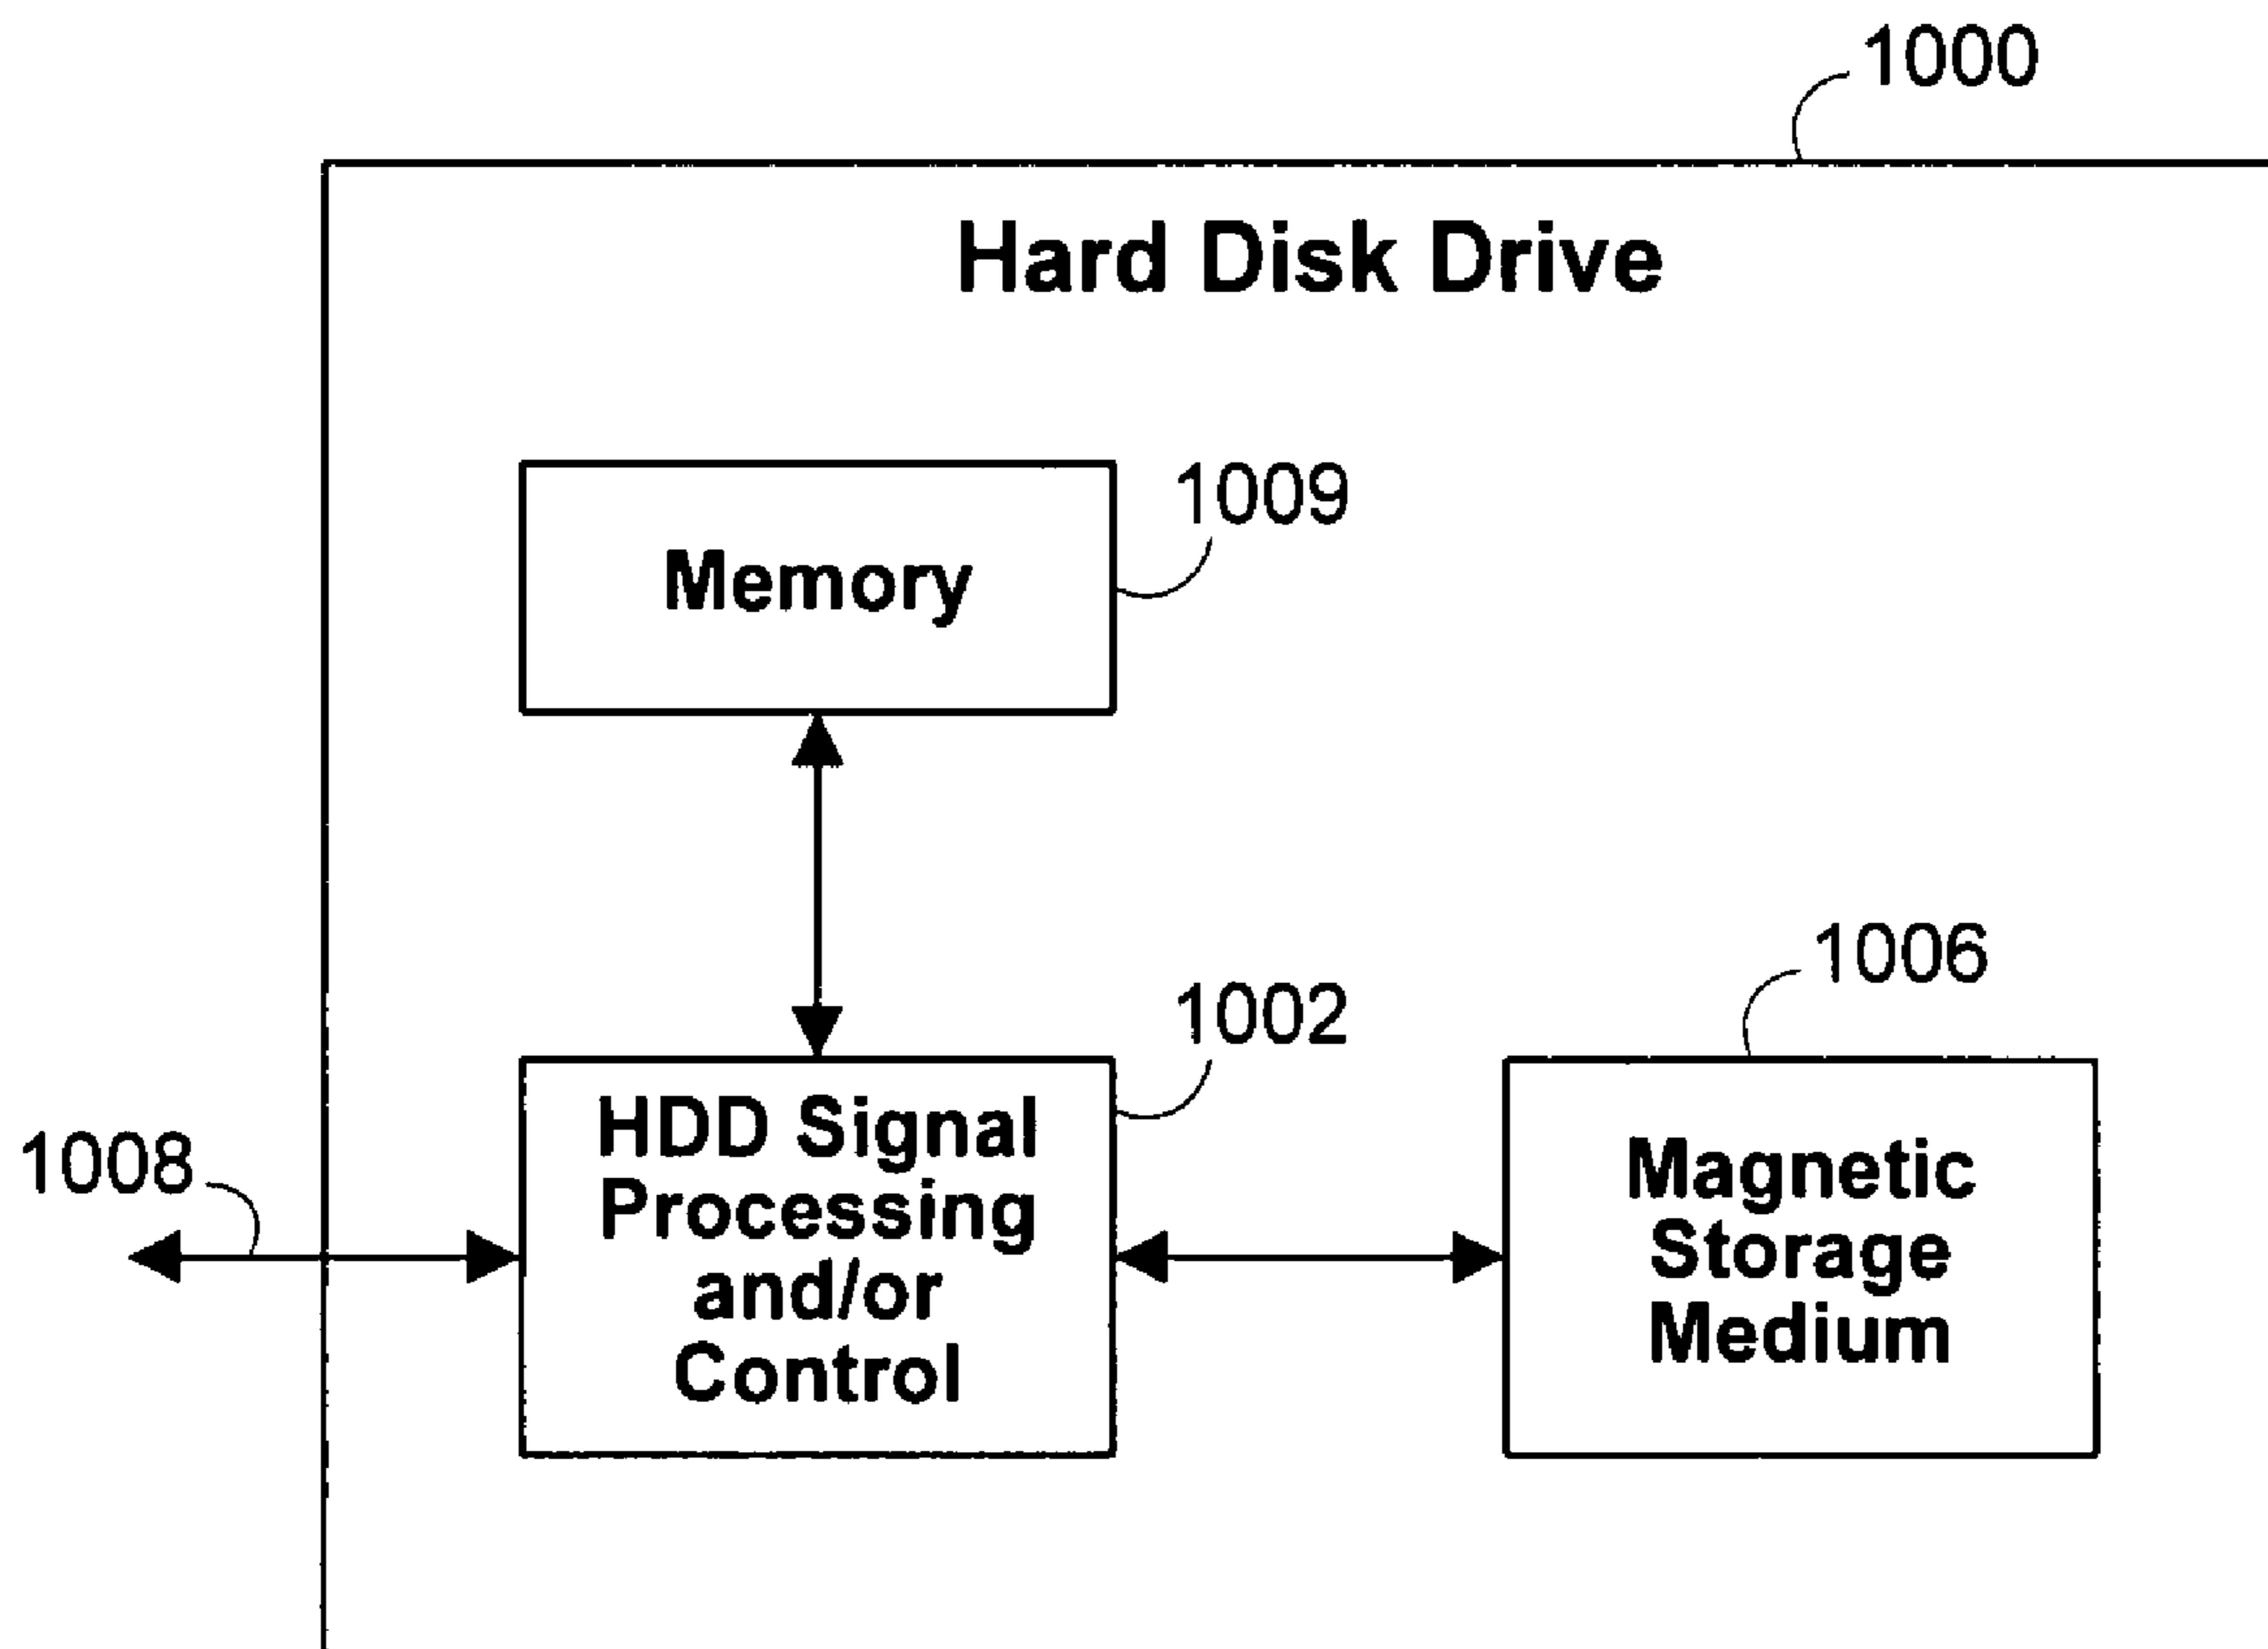 1000
Hard Disk Drive
1009
Memory
1006
1002
HDD Signal
Processing
and/or
Control
1008
Magnetic
Storage
Medium